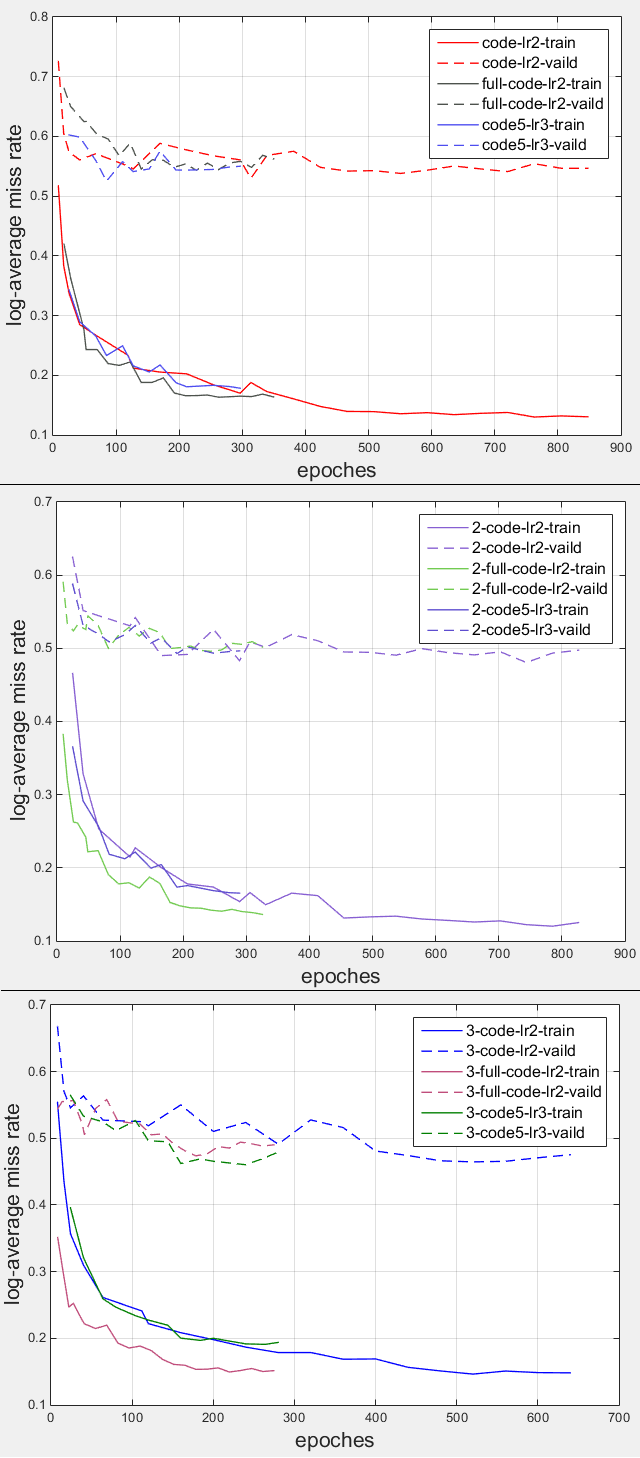 0.8
0.7
0.6
0.5
0.4
0.3
0.2
0.1
log-average miss rate
code-lr2-train
code-lr2-vaild
full-code-lr2-train
full-code-lr2-vaild
code5-lr3-train
code5-lr3-vaild
0 100 200 300 400 500 600 700 800 900
epoches
0.7
0.6
0.5
0.4
0.3
0.2
0.1
log-average miss rate
2-code-lr2-train
2-code-lr2-vaild
2-full-code-lr2-train
2-full-code-lr2-vaild
2-code5-lr3-train
2-code5-lr3-vaild
0 100 200 300 400 500 600 700 800 900
epoches
0.7
0.6
0.5
0.4
0.3
0.2
0.1
log-average miss rate
3-code-lr2-train
3-code-lr2-vaild
3-full-code-lr2-train
3-full-code-lr2-vaild
3-code5-lr3-train
3-code5-lr3-vaild
0 100 200 300 400 500 600 700
epoches